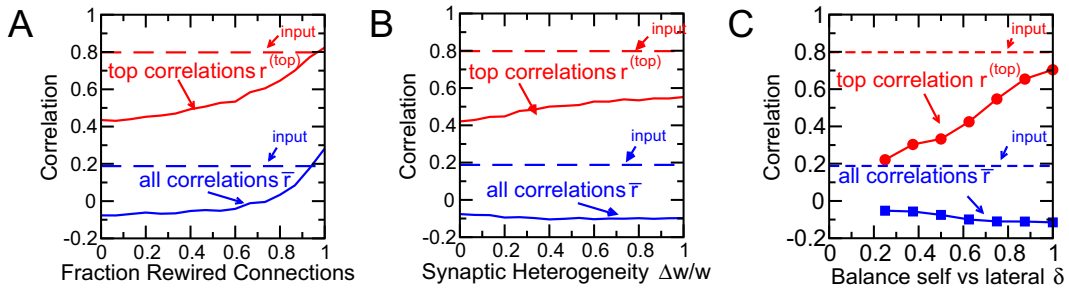 A
Correlation
1
0.8
0.6
0.4
0.2
0
-0.2
input
top correlations r(top)
input
all correlations r̅
0 0.2 0.4 0.6 0.8 1
Fraction Rewired Connections
B
Correlation
1
0.8
0.6
0.4
0.2
0
-0.2
input
top correlations r(top)
input
all correlations r̅
0 0.2 0.4 0.6 0.8 1
Synaptic Heterogeneity Δw/w
C
Correlation
1
0.8
0.6
0.4
0.2
0
-0.2
input
top correlation r(top)
input
all correlations r̅
0 0.2 0.4 0.6 0.8 1
Balance self vs lateral δ